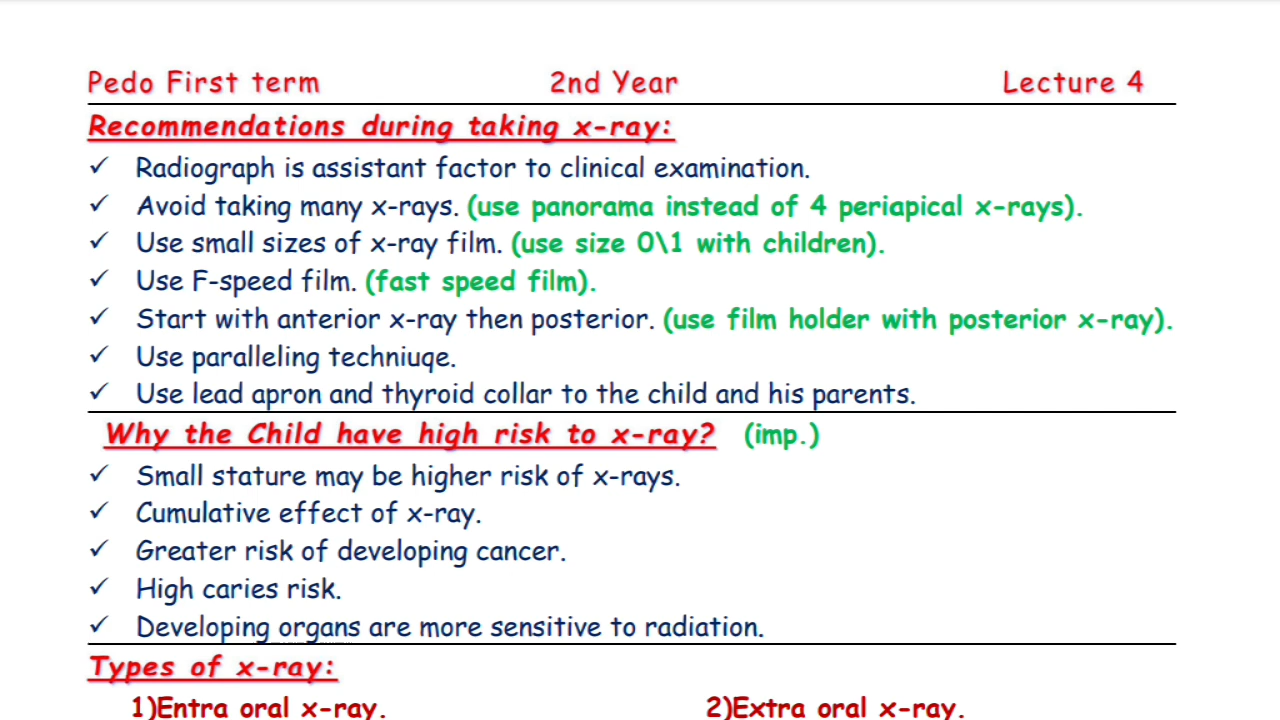 Pedo First term 2nd Year Lecture 4
Recommendations during taking x-ray:
✓ Radiograph is assistant factor to clinical examination.
✓ Avoid taking many x-rays. (use panorama instead of 4 periapical x-rays).
✓ Use small sizes of x-ray film. (use size 0\1 with children).
✓ Use F-speed film. (fast speed film).
✓ Start with anterior x-ray then posterior. (use film holder with posterior x-ray).
✓ Use paralleling techniuqe.
✓ Use lead apron and thyroid collar to the child and his parents.
Why the Child have high risk to x-ray? (imp.)
✓ Small stature may be higher risk of x-rays.
✓ Cumulative effect of x-ray.
✓ Greater risk of developing cancer.
✓ High caries risk.
✓ Developing organs are more sensitive to radiation.
Types of x-ray:
1)Entra oral x-ray. 2)Extra oral x-ray.